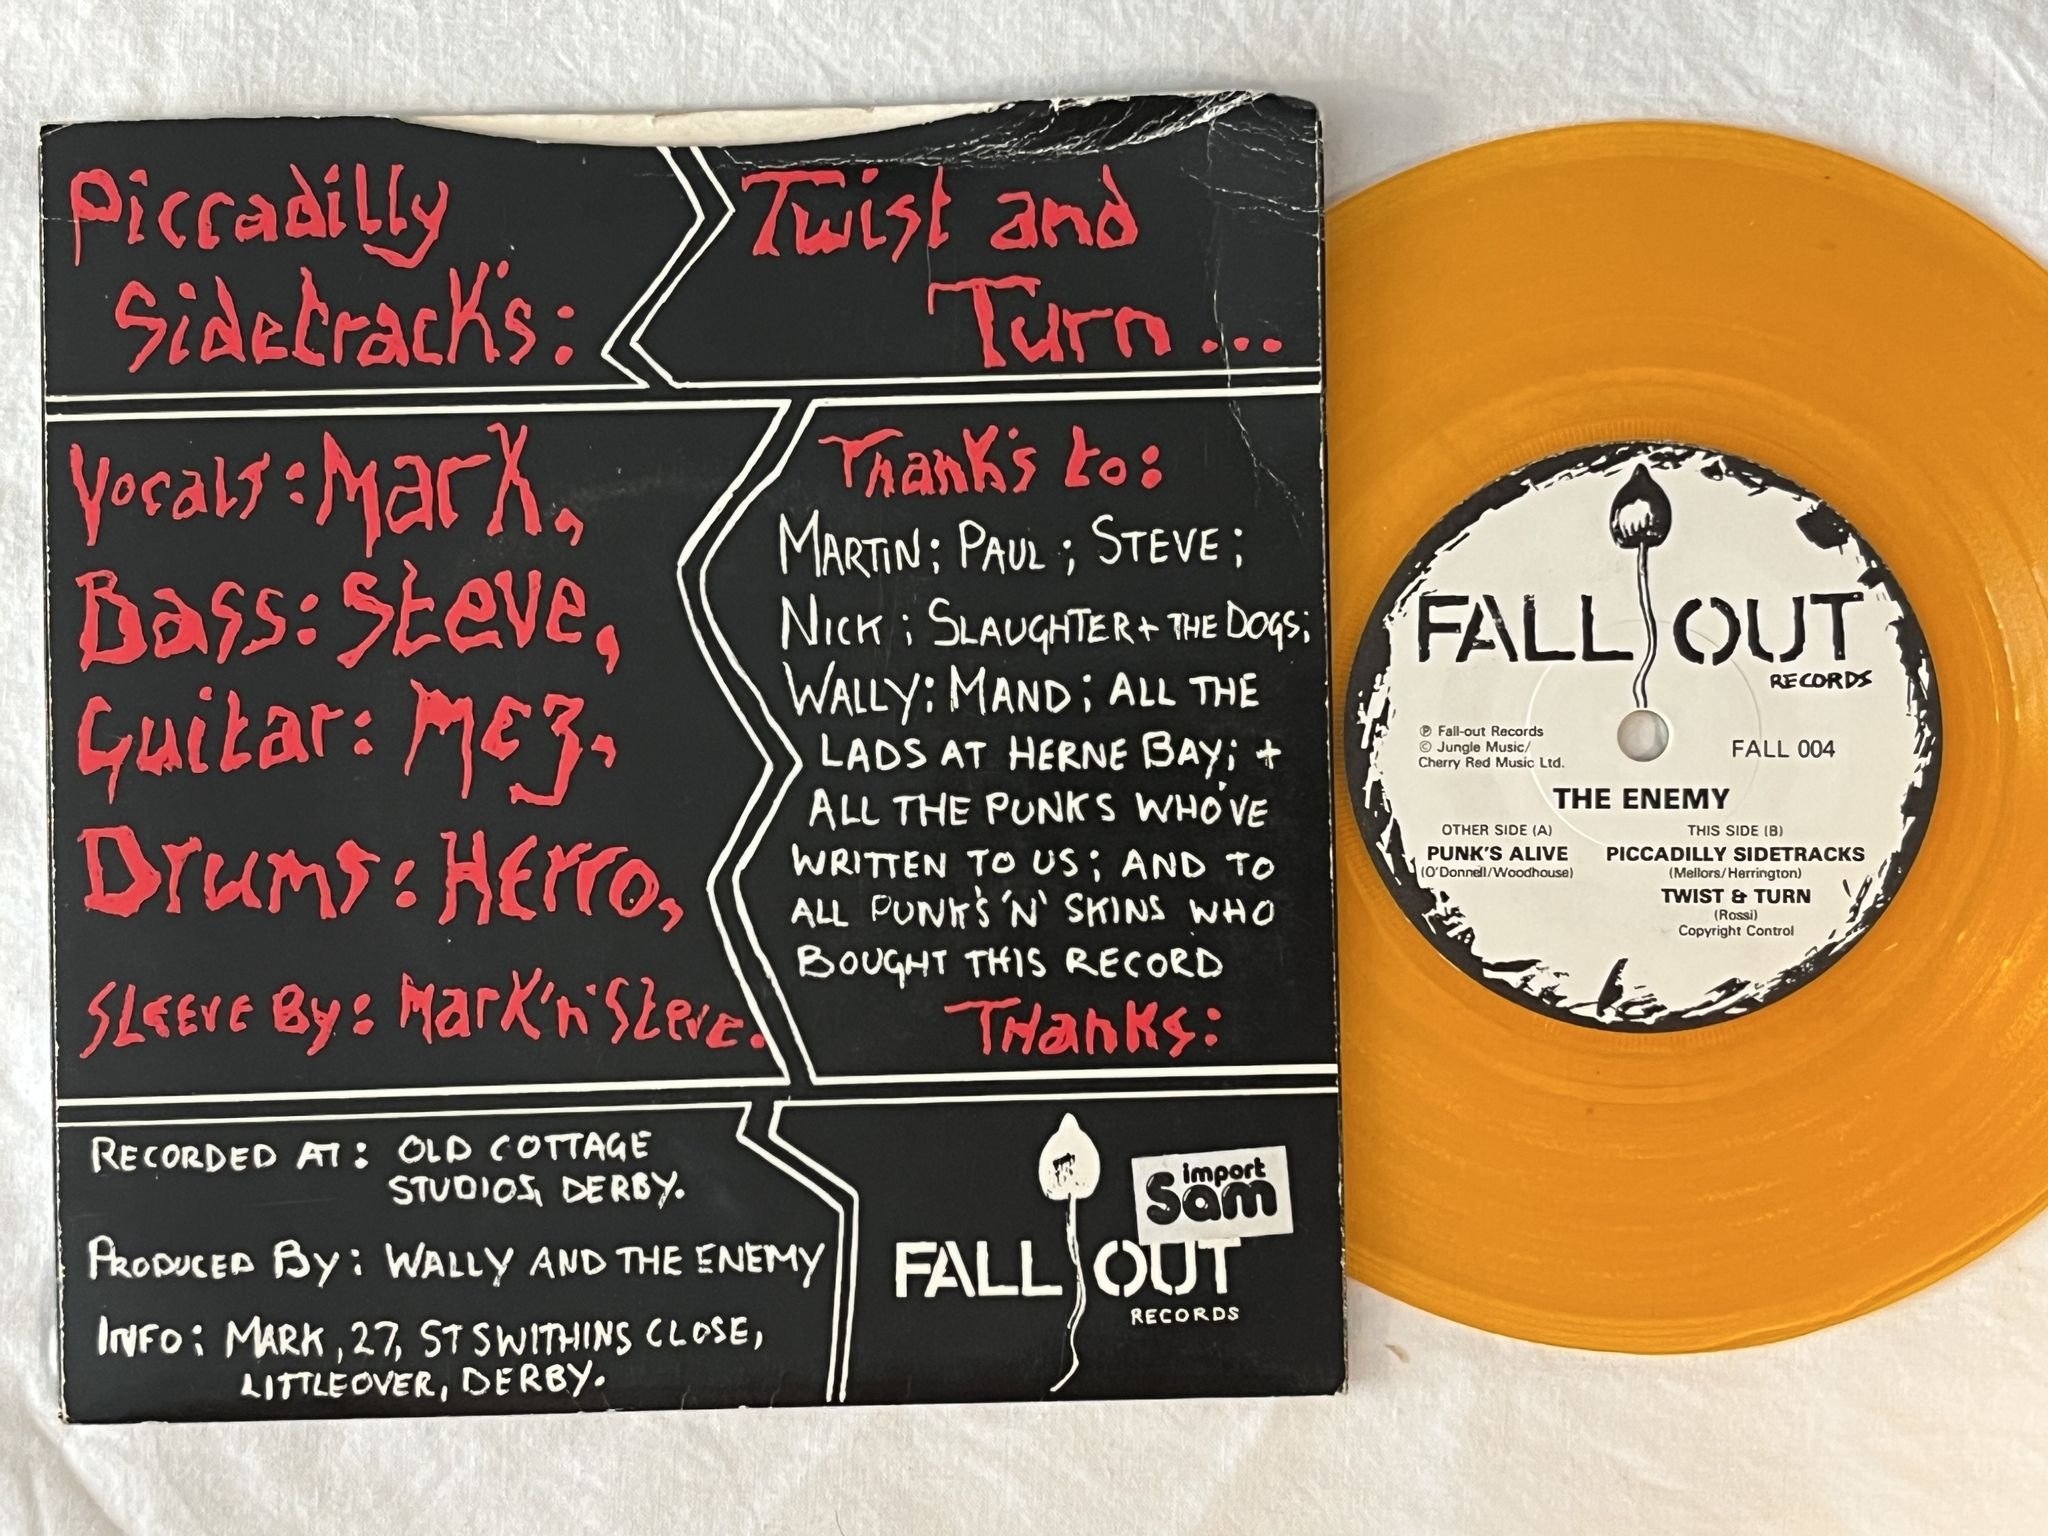 Piccadilly
Sidetrack's:
Twist and
Turn...
Vocals: Mark,
Bass: Steve,
Guitar: Mez,
Drums: Herro,
Sleeve By: Mark'n'Steve.
Thank's to:
MARTIN; PAUL; STEVE;
NICK; SLAUGHTER + THE DOGS;
WALLY: MAND; ALL THE
LADS AT HERNE BAY; +
ALL THE PUNKS WHO'VE
WRITTEN TO US; AND TO
ALL PUNK'S 'N' SKINS WHO
BOUGHT THIS RECORD
Thanks:
RECORDED AT: OLD COTTAGE
STUDIOS, DERBY.
PRODUCED BY: WALLY AND THE ENEMY
INFO: MARK, 27, ST SWITHINS CLOSE,
LITTLEOVER, DERBY.
import
Sam
FALL OUT
RECORDS
FALL OUT
RECORDS
℗ Fall-out Records
© Jungle Music/
Cherry Red Music Ltd.
FALL 004
THE ENEMY
OTHER SIDE (A)
PUNK'S ALIVE
(O'Donnell/Woodhouse)
THIS SIDE (B)
PICCADILLY SIDETRACKS
(Mellors/Herrington)
TWIST & TURN
(Rossi)
Copyright Control